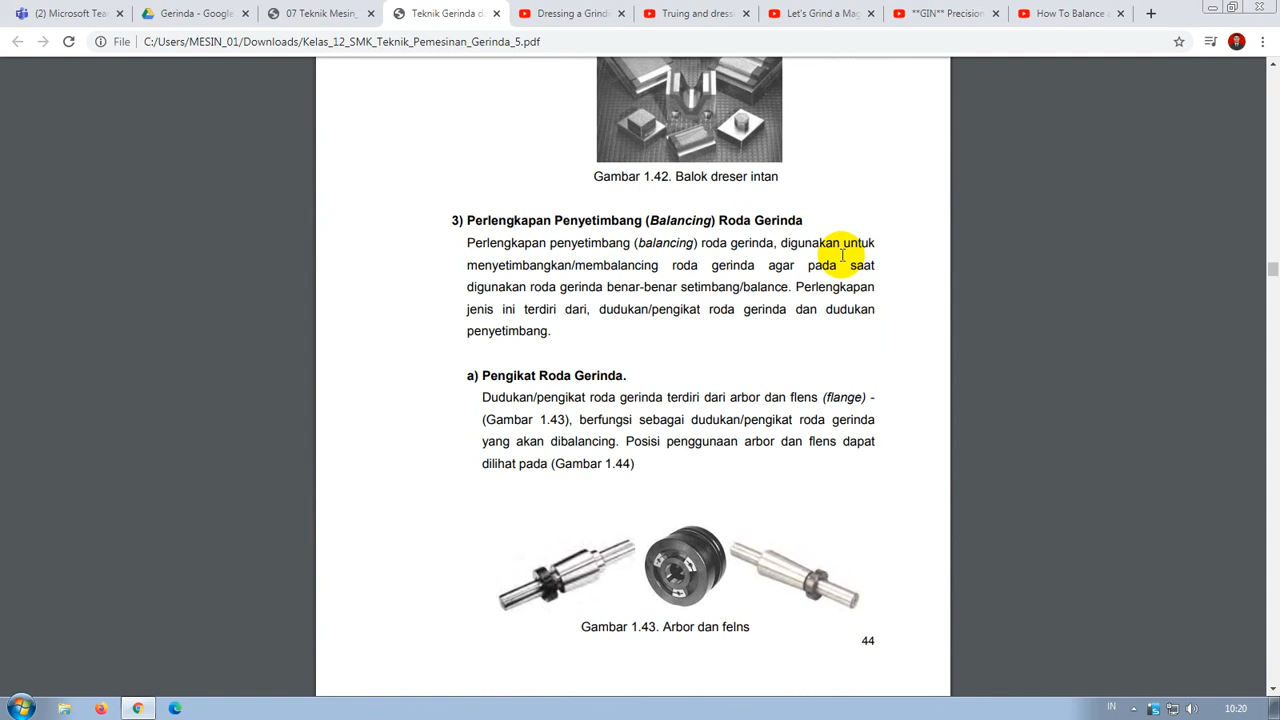 (2) Microsoft Tea
Gerinda - Google
07 Teknik Mesin
Teknik Gerinda da
Dressing a Grindi
Truing and dress
Let's Grind a Mag
**GIN** Precision
How To Balance a
File
C:/Users/MESIN_01/Downloads/Kelas_12_SMK_Teknik_Pemesinan_Gerinda_5.pdf
Gambar 1.42. Balok dreser intan
3) Perlengkapan Penyetimbang (Balancing) Roda Gerinda
Perlengkapan penyetimbang (balancing) roda gerinda, digunakan untuk
menyetimbangkan/membalancing roda gerinda agar pada saat
digunakan roda gerinda benar-benar setimbang/balance. Perlengkapan
jenis ini terdiri dari, dudukan/pengikat roda gerinda dan dudukan
penyetimbang.
a) Pengikat Roda Gerinda.
Dudukan/pengikat roda gerinda terdiri dari arbor dan flens (flange) -
(Gambar 1.43), berfungsi sebagai dudukan/pengikat roda gerinda
yang akan dibalancing. Posisi penggunaan arbor dan flens dapat
dilihat pada (Gambar 1.44)
Gambar 1.43. Arbor dan felns
44
IN
10:20